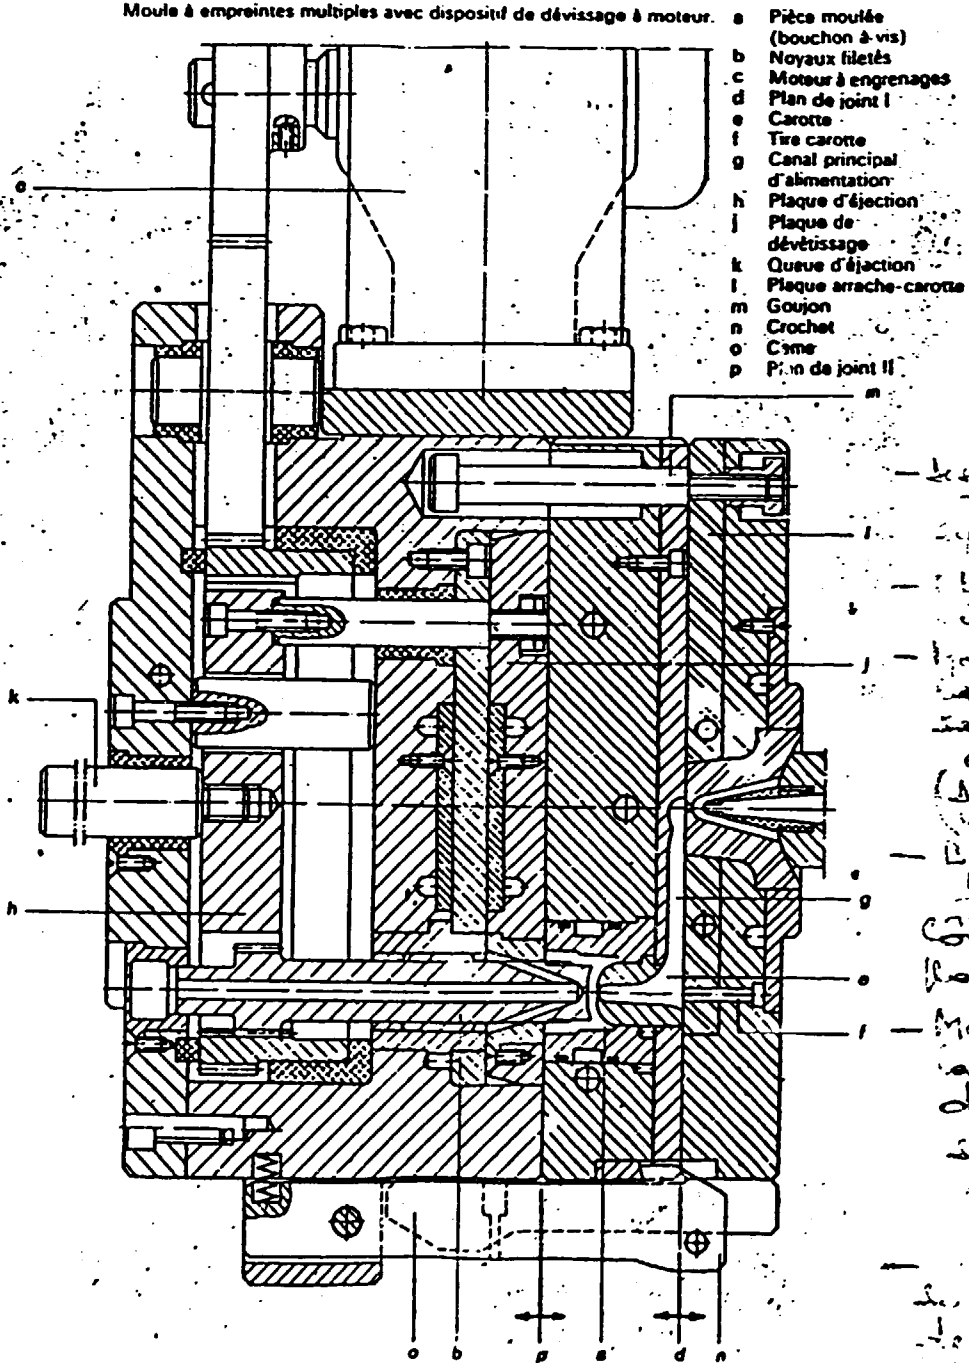 Moule à empreintes multiples avec dispositif de dévissage à moteur.
a Pièce moulée
(bouchon à vis)
b Noyaux filetés
c Moteur à engrenages
d Plan de joint I
e Carotte
f Tire carotte
g Canal principal
d'alimentation
h Plaque d'éjection
j Plaque de
dévêtissage
k Queue d'éjection
l Plaque arrache-carotte
m Goujon
n Crochet
o Came
p Plan de joint II
m
l
j
k
h
g
e
f
o b p a d n